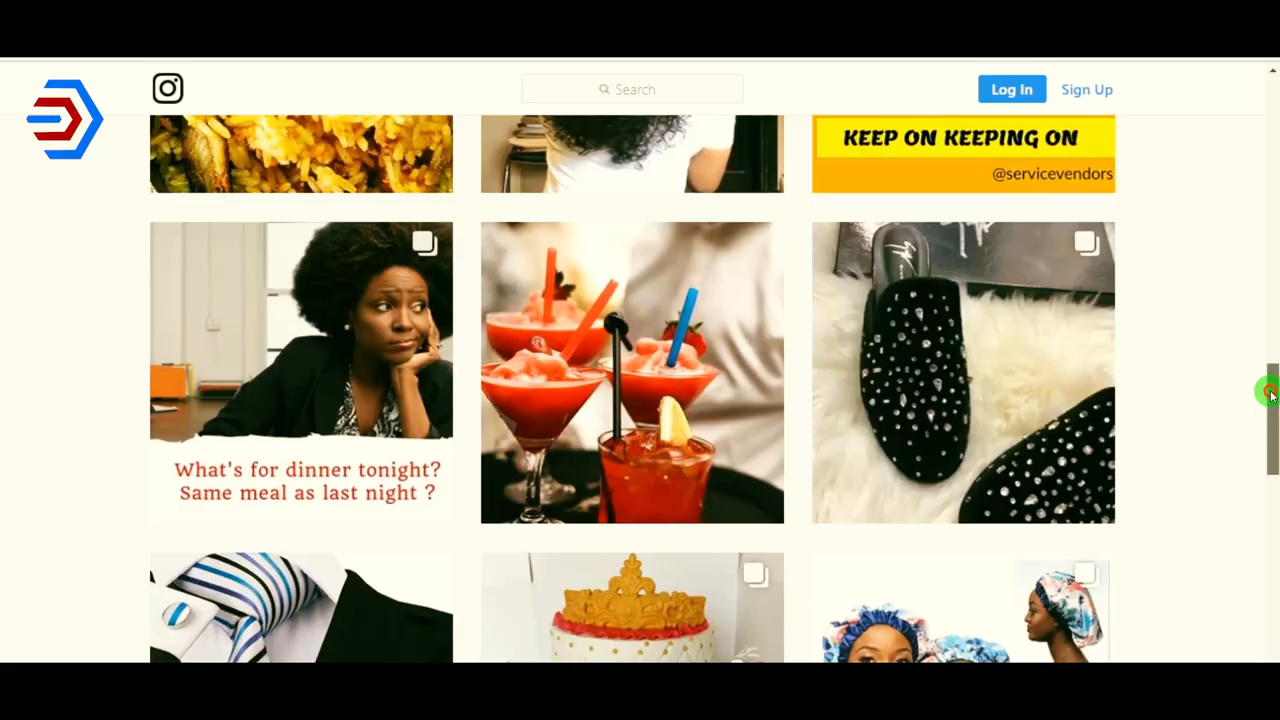 Search
Log In
Sign Up
KEEP ON KEEPING ON
@servicevendors
What's for dinner tonight?
Same meal as last night ?